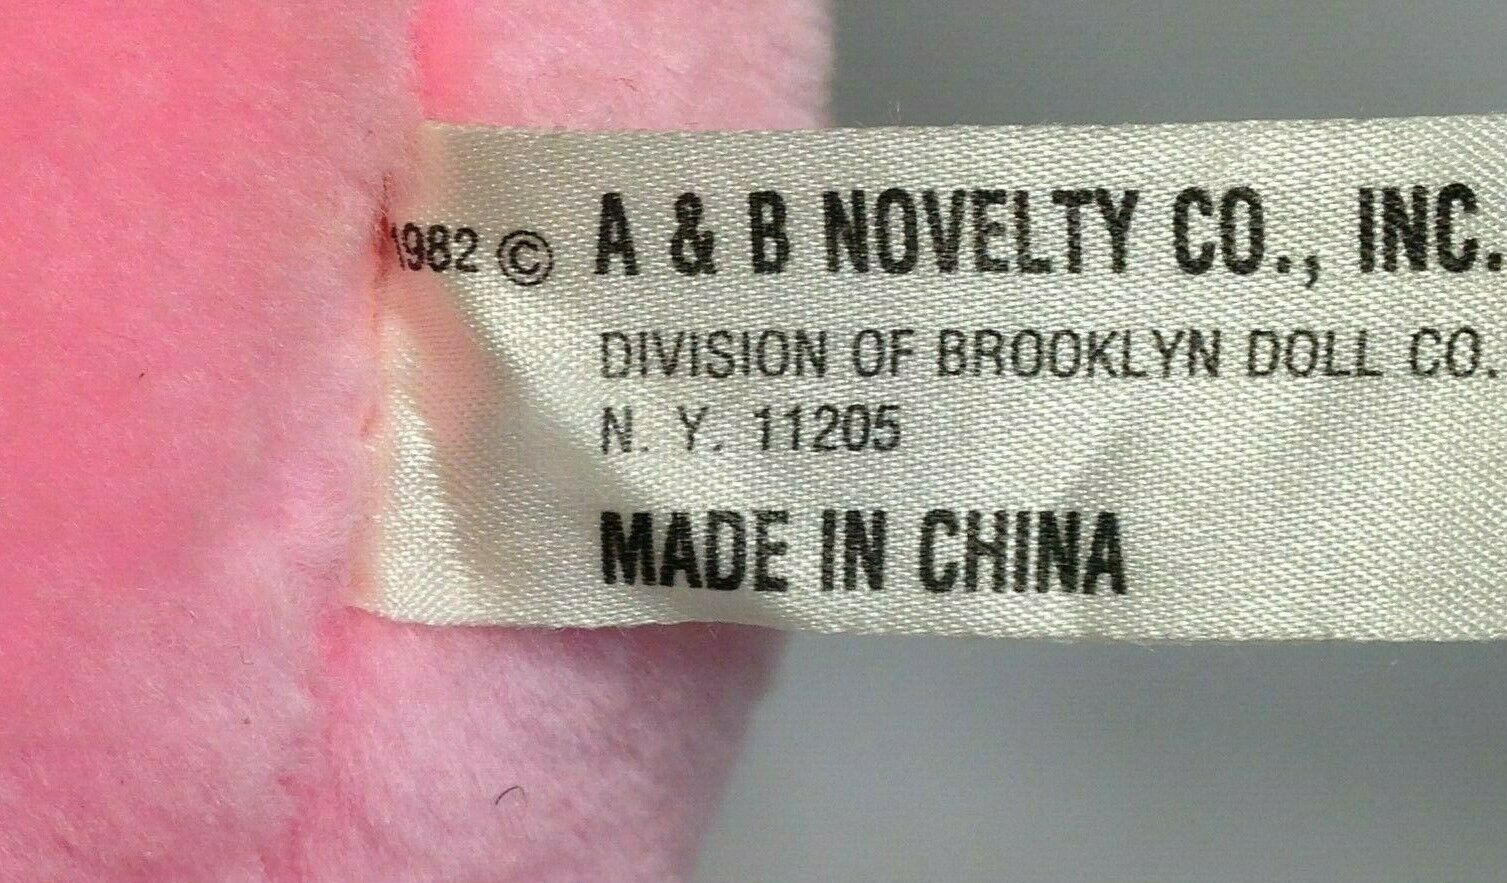 1982 © A & B NOVELTY CO., INC.
DIVISION OF BROOKLYN DOLL CO.
N. Y. 11205
MADE IN CHINA